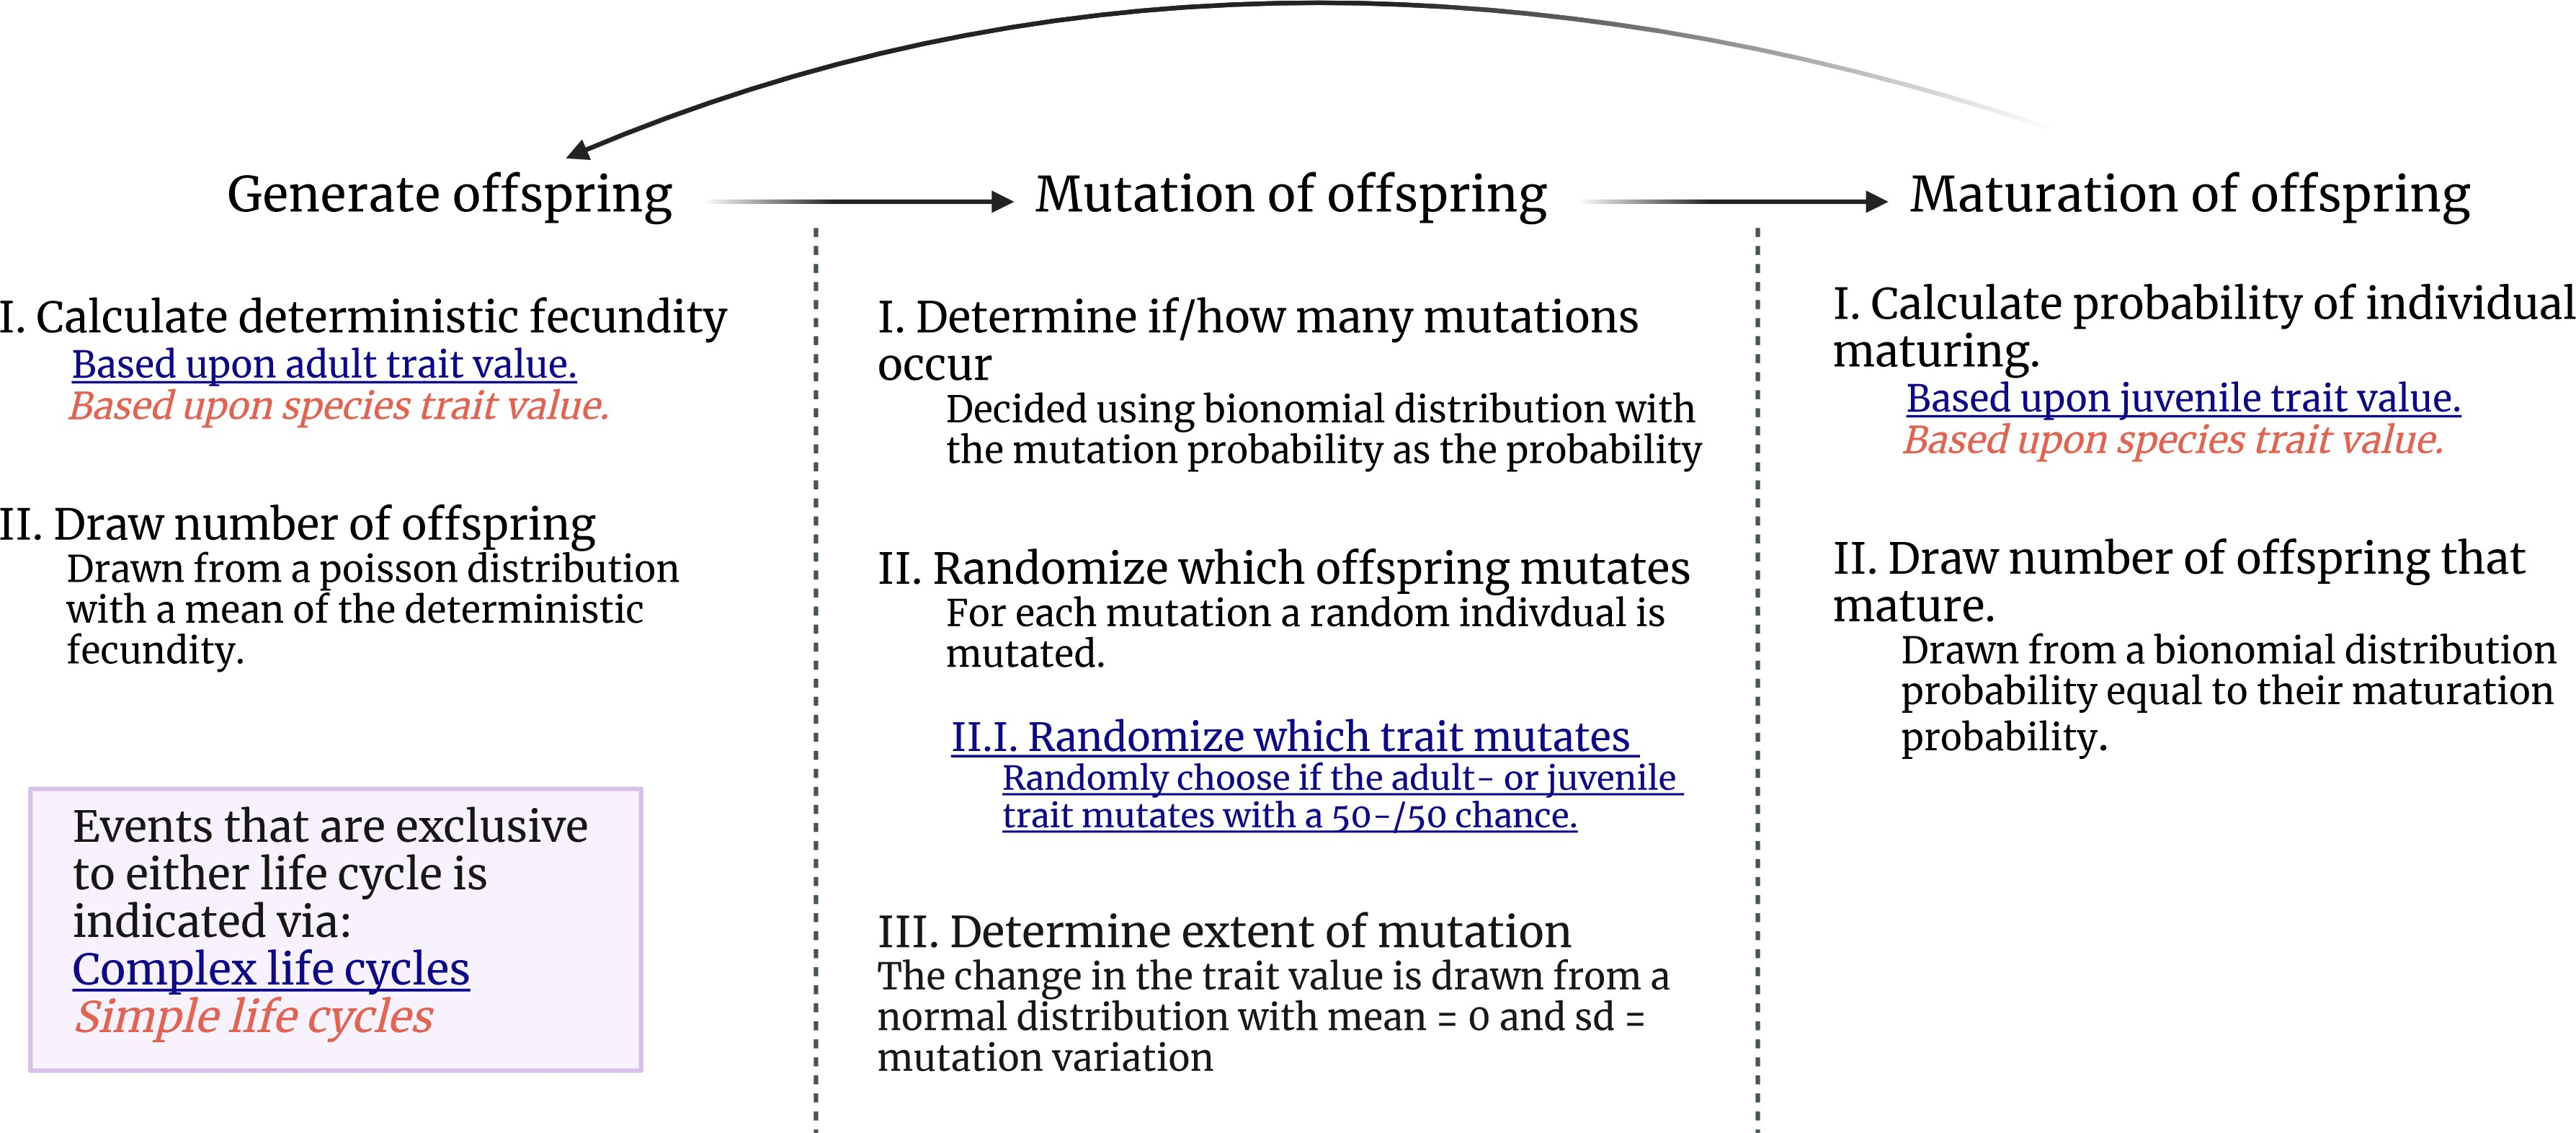 Generate offspring
I. Calculate deterministic fecundity
Based upon adult trait value.
Based upon species trait value.
II. Draw number of offspring
Drawn from a poisson distribution
with a mean of the deterministic
fecundity.
Events that are exclusive
to either life cycle is
indicated via:
Complex life cycles
Simple life cycles
Mutation of offspring
I. Determine if/how many mutations
occur
Decided using bionomial distribution with
the mutation probability as the probability
II. Randomize which offspring mutates
For each mutation a random indivdual is
mutated.
II.I. Randomize which trait mutates
Randomly choose if the adult- or juvenile
trait mutates with a 50-/50 chance.
III. Determine extent of mutation
The change in the trait value is drawn from a
normal distribution with mean = 0 and sd =
mutation variation
Maturation of offspring
I. Calculate probability of individual
maturing.
Based upon juvenile trait value.
Based upon species trait value.
II. Draw number of offspring that
mature.
Drawn from a bionomial distribution
probability equal to their maturation
probability.